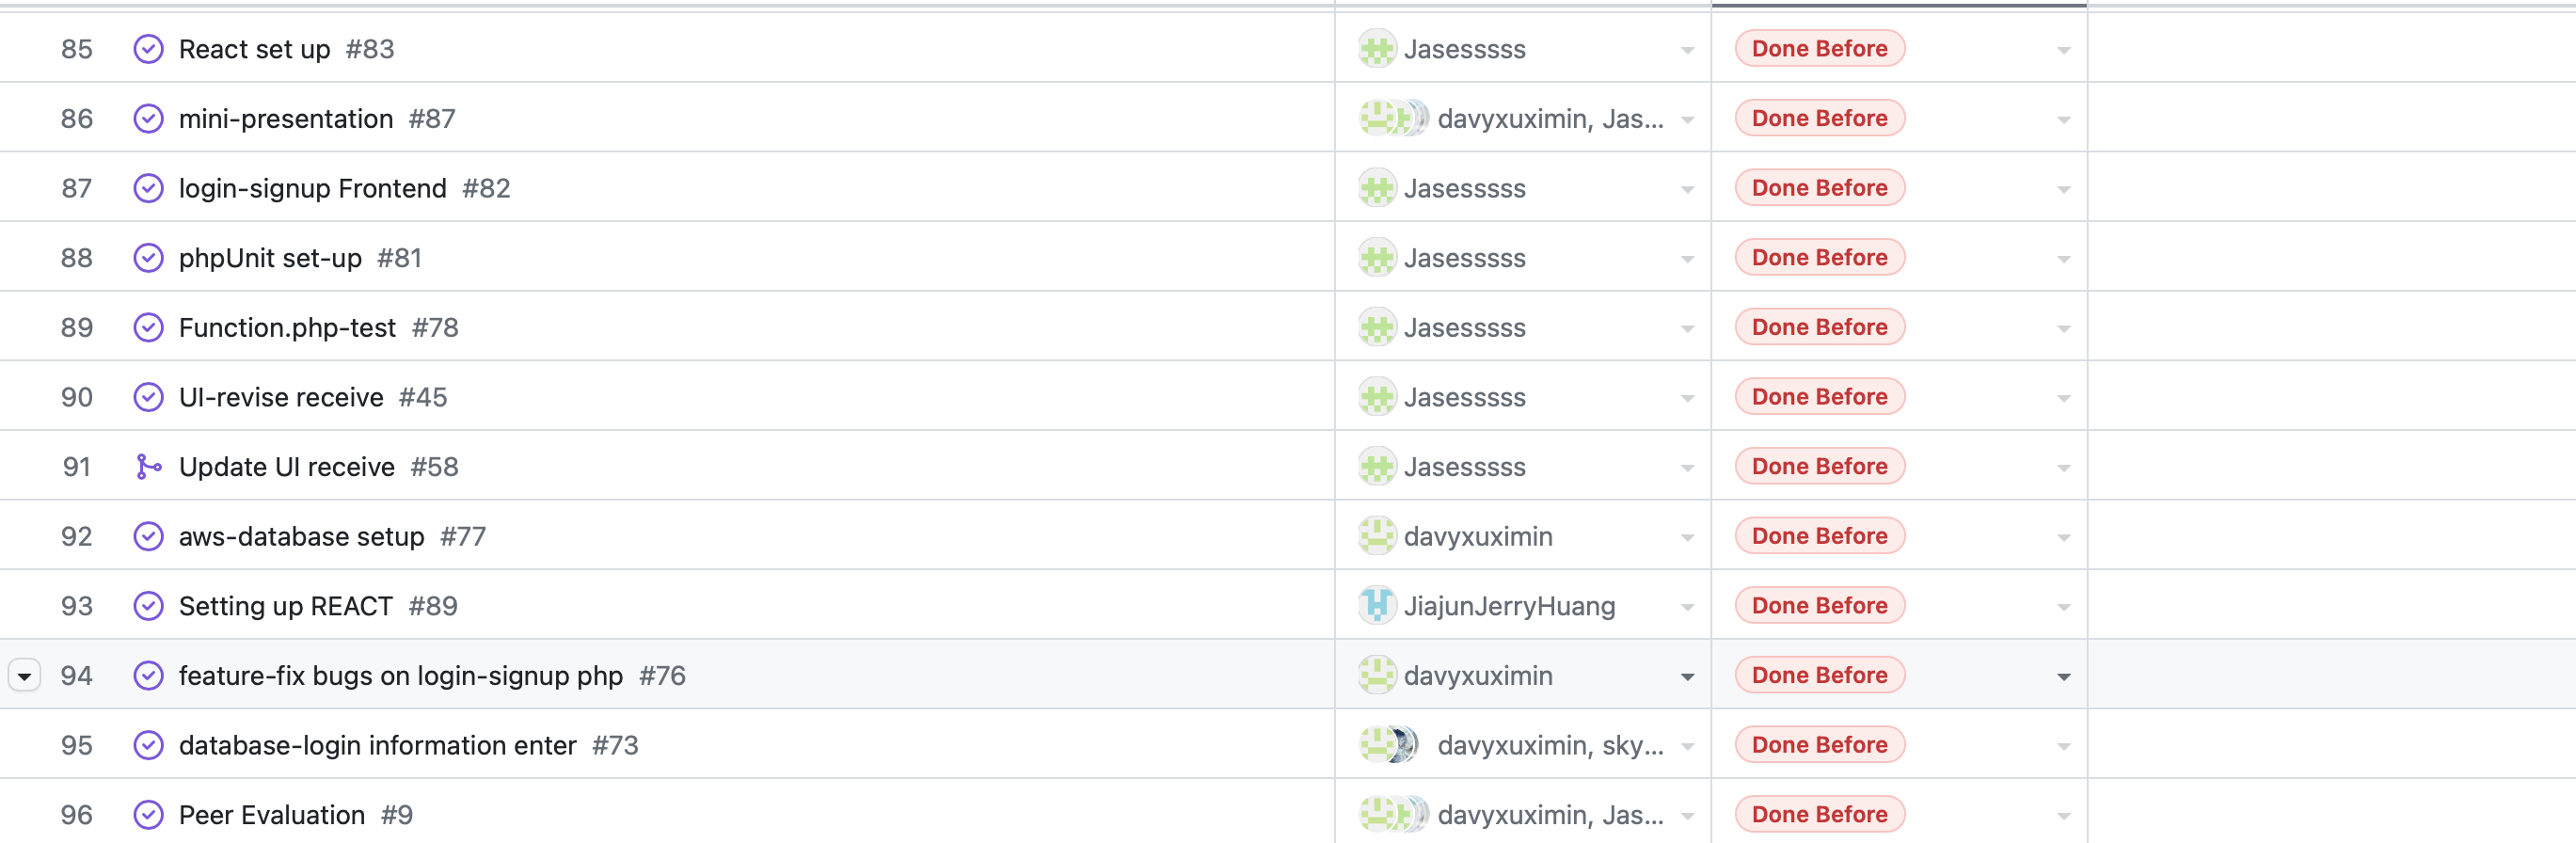 85 React set up #83 Jasesssss Done Before
86 mini-presentation #87 davyxuximin, Jas... Done Before
87 login-signup Frontend #82 Jasesssss Done Before
88 phpUnit set-up #81 Jasesssss Done Before
89 Function.php-test #78 Jasesssss Done Before
90 UI-revise receive #45 Jasesssss Done Before
91 Update UI receive #58 Jasesssss Done Before
92 aws-database setup #77 davyxuximin Done Before
93 Setting up REACT #89 JiajunJerryHuang Done Before
94 feature-fix bugs on login-signup php #76 davyxuximin Done Before
95 database-login information enter #73 davyxuximin, sky... Done Before
96 Peer Evaluation #9 davyxuximin, Jas... Done Before